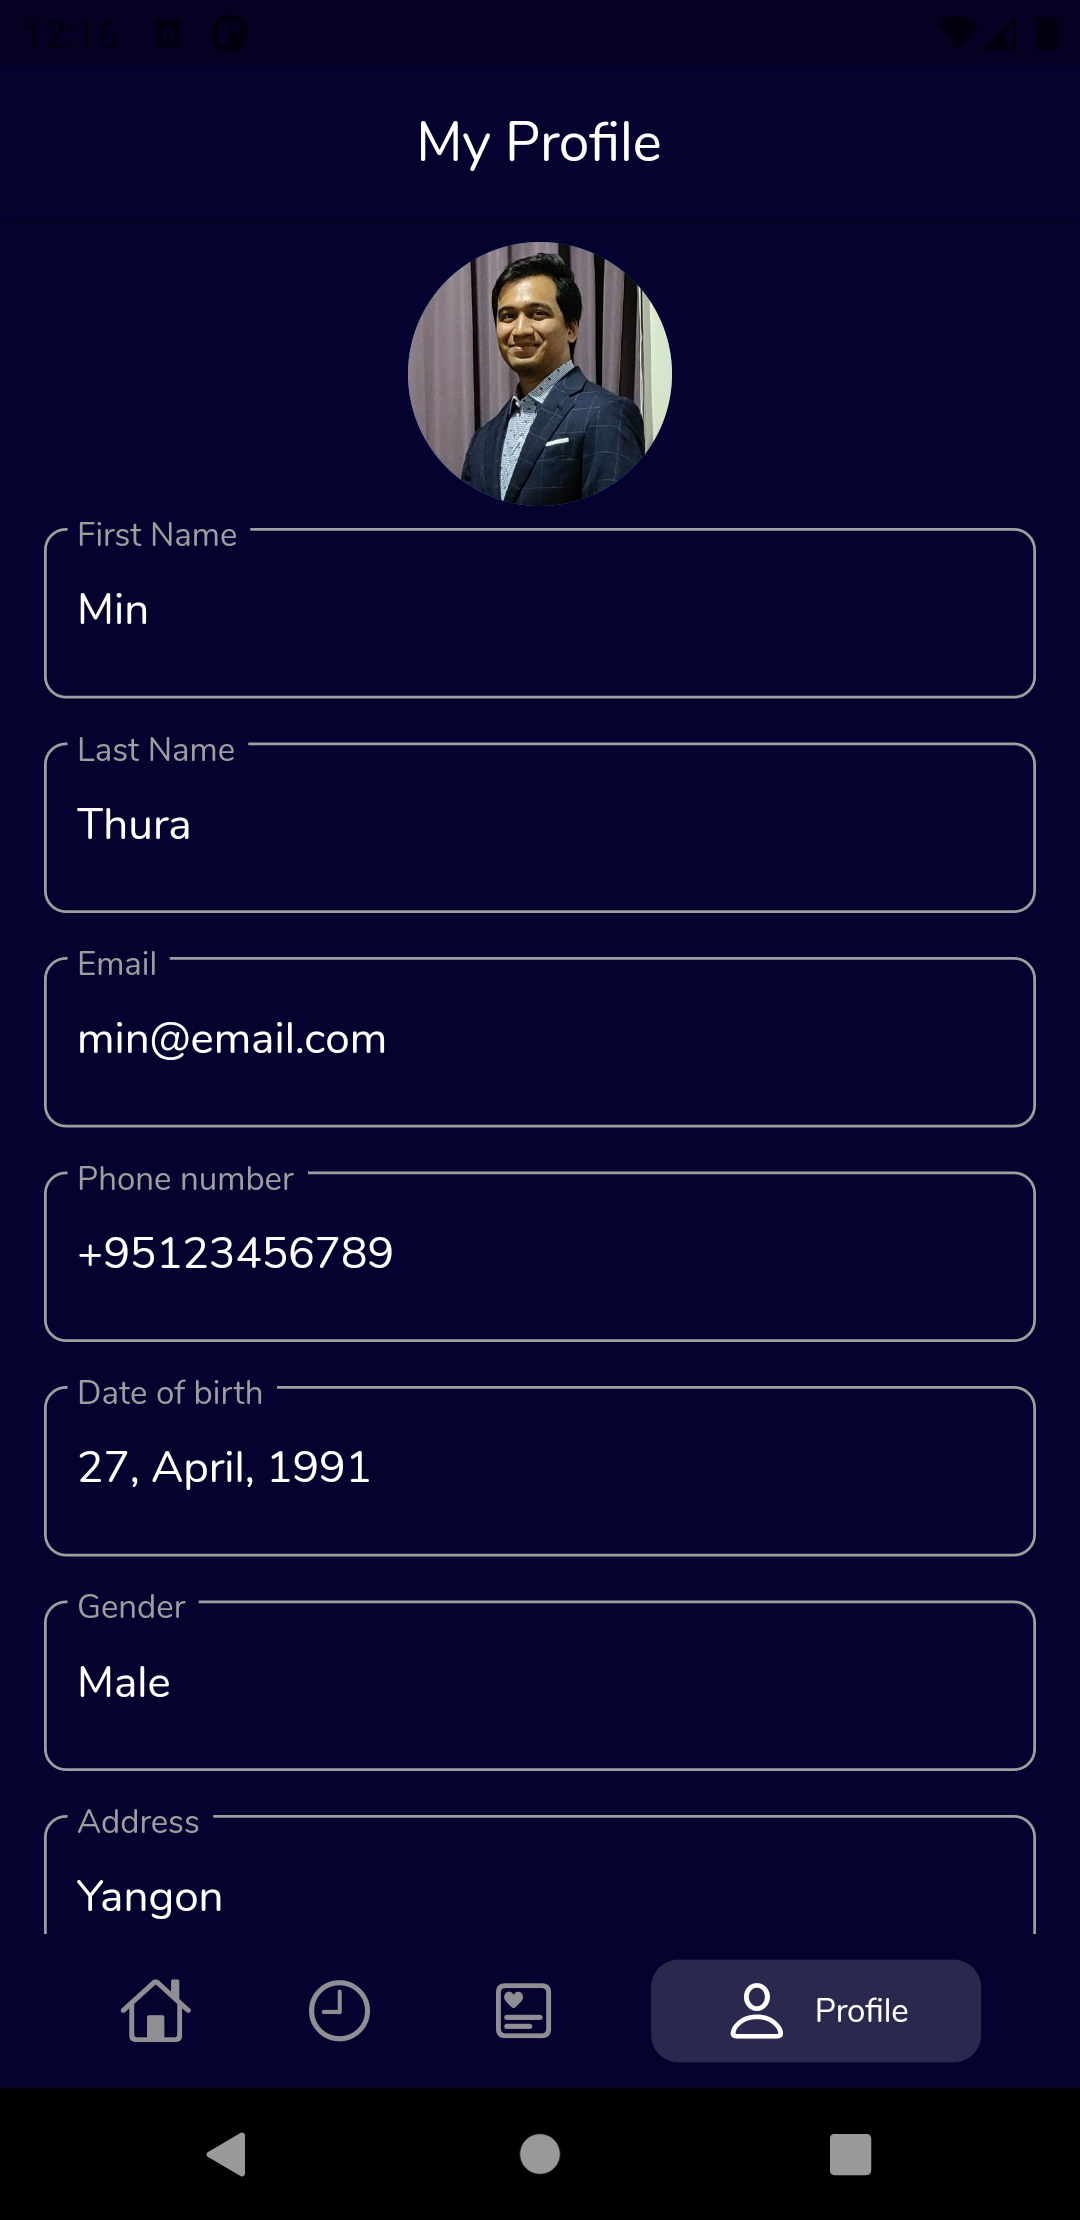 12:16
My Profile
First Name
Min
Last Name
Thura
Email
min@email.com
Phone number
+95123456789
Date of birth
27, April, 1991
Gender
Male
Address
Yangon
Profile